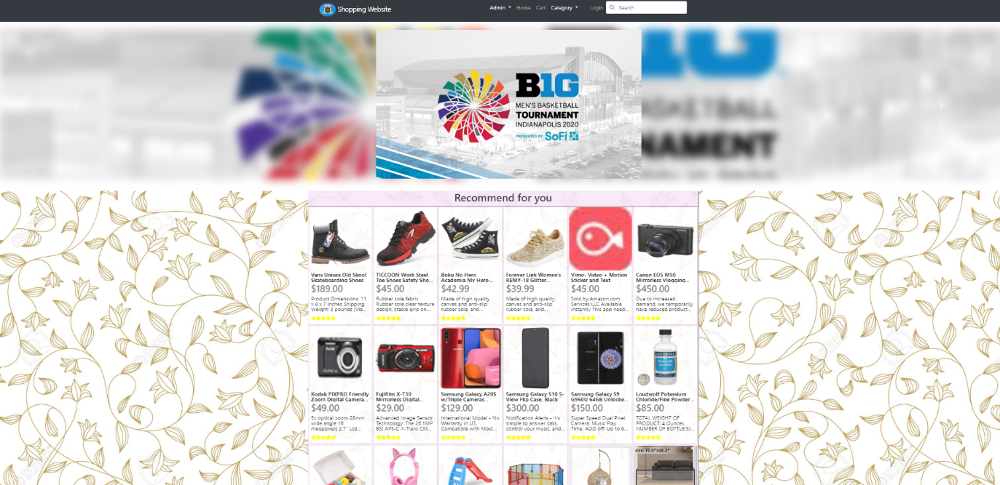 Shopping Website
Admin Home Cart Category Login Search
B1G
MEN'S BASKETBALL
TOURNAMENT
INDIANAPOLIS 2020
PRESENTED BY SoFi
ASKETBALL
NAMENT
Recommend for you
Vans Unisex Old Skool
Skateboarding Shoes
$189.00
Product Dimensions: 11
x 4 x 7 inches Shipping
Weight: 3 pounds (Vie...
TICCOON Work Steel
Toe Shoes Safety Sho...
$45.00
Rubber sole fabric
Rubber sole clear texture
design, stable grip on...
Boku No Hero
Academia My Hero...
$42.99
Made of high quality
canvas and anti-slip
rubber sole, and...
Forever Link Women's
REMY-18 Glitter...
$39.99
Made of high quality
canvas and anti-slip
rubber sole, and...
Vimo- Video + Motion
Sticker and Text
$45.00
Sold by:Amazon.com
Services LLC Available
instantly This app need...
Canon EOS M50
Mirrorless Vlogging...
$450.00
Due to increased
demand, we temporarily
have reduced product...
Kodak PIXPRO Friendly
Zoom Digital Camera...
$49.00
5x optical zoom 28mm
wide angle 16
megapixels 2.7" Lcd...
Fujifilm X-T30
Mirrorless Digital...
$29.00
Advanced Image Sensor
Technology: The 26.1MP
BSI APS-C X-Trans CM...
Samsung Galaxy A20S
w/Triple Cameras...
$129.00
International Model - No
Warranty in US.
Compatible with Most...
Samsung Galaxy S10 S-
View Flip Case, Black
$300.00
Notification Alerts – It's
simple to answer calls,
control your music, and...
Samsung Galaxy S9
G960U 64GB Unlocke...
$150.00
Super Speed Dual Pixel
Camera: Music Play
Time: AOD off: Up to 9...
Loudwolf Potassium
Chloride/Fine Powder...
$85.00
TOTAL WEIGHT OF
PRODUCT: 4 Ounces
NUMBER OF BOTTLE(S)...
size: 70.0"x28.3"